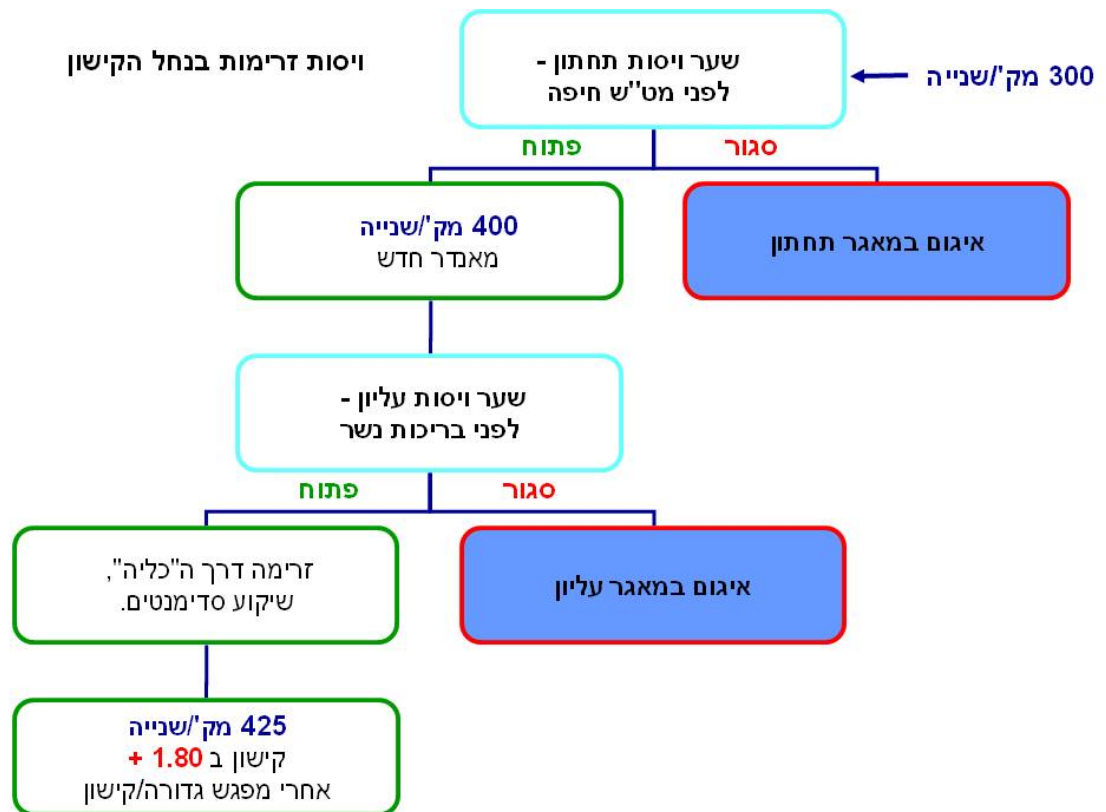 ויסות זרימות בנחל הקישון
שער ויסות תחתון -
לפני מט"ש חיפה
300 מק'/שנייה
פתוח
סגור
400 מק'/שנייה
מאנדר חדש
איגום במאגר תחתון
שער ויסות עליון -
לפני בריכות נשר
פתוח
סגור
זרימה דרך ה"כליה",
שיקוע סדימנטים.
איגום במאגר עליון
425 מק'/שנייה
קישון ב 1.80 +
אחרי מפגש גדורה/קישון